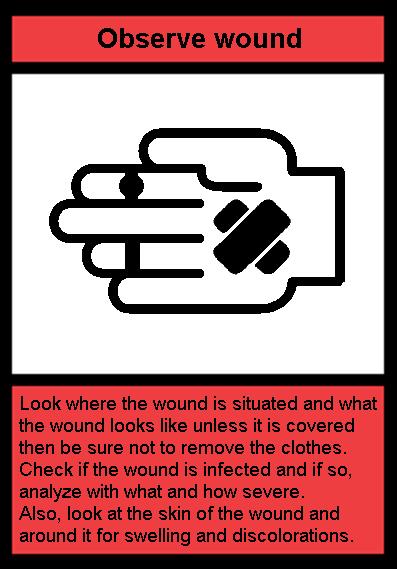 Observe wound
Look where the wound is situated and what
the wound looks like unless it is covered
then be sure not to remove the clothes.
Check if the wound is infected and if so,
analyze with what and how severe.
Also, look at the skin of the wound and
around it for swelling and discolorations.